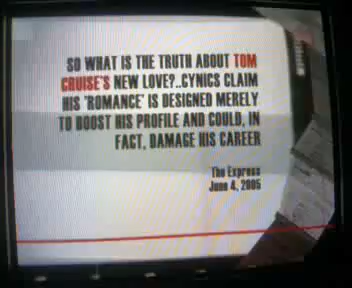 SO WHAT IS THE TRUTH ABOUT TOM
CRUISE'S NEW LOVE?..CYNICS CLAIM
HIS 'ROMANCE' IS DESIGNED MERELY
TO BOOST HIS PROFILE AND COULD, IN
FACT, DAMAGE HIS CAREER
The Express
June 4, 2005